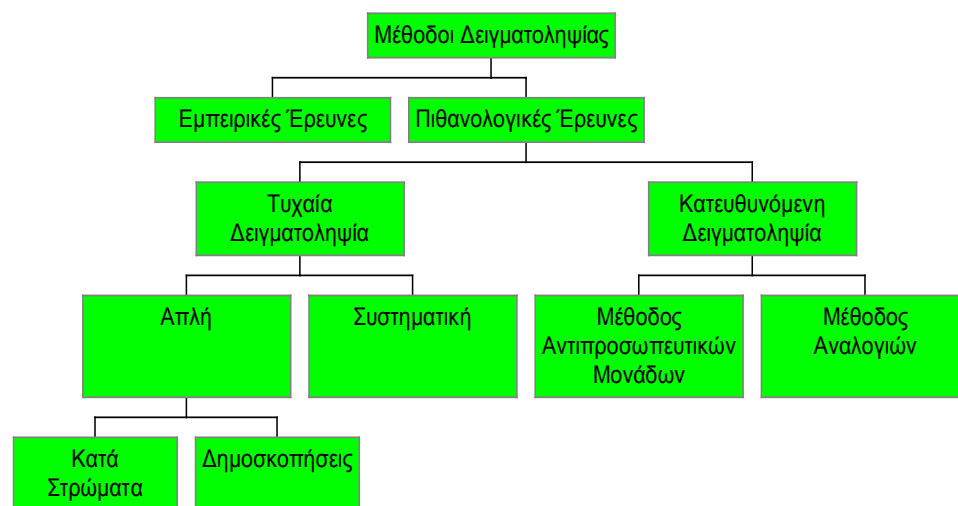 Μέθοδοι Δειγματοληψίας
Εμπειρικές Έρευνες
Πιθανολογικές Έρευνες
Τυχαία
Δειγματοληψία
Κατευθυνόμενη
Δειγματοληψία
Απλή
Συστηματική
Μέθοδος
Αντιπροσωπευτικών
Μονάδων
Μέθοδος
Αναλογιών
Κατά
Στρώματα
Δημοσκοπήσεις